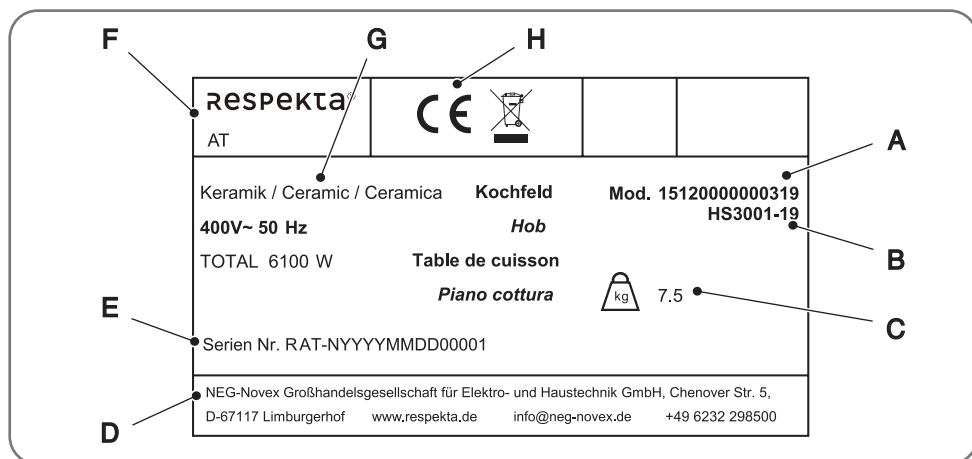 F
G
H
Respekta®
CE
AT
A
Keramik / Ceramic / Ceramica Kochfeld Mod. 15120000000319
HS3001-19
400V~ 50 Hz Hob
B
TOTAL 6100 W Table de cuisson
Piano cottura kg 7.5
C
E
Serien Nr. RAT-NYYYYMMDD00001
NEG-Novex Großhandelsgesellschaft für Elektro- und Haustechnik GmbH, Chenover Str. 5,
D-67117 Limburgerhof www.respekta.de info@neg-novex.de +49 6232 298500
D